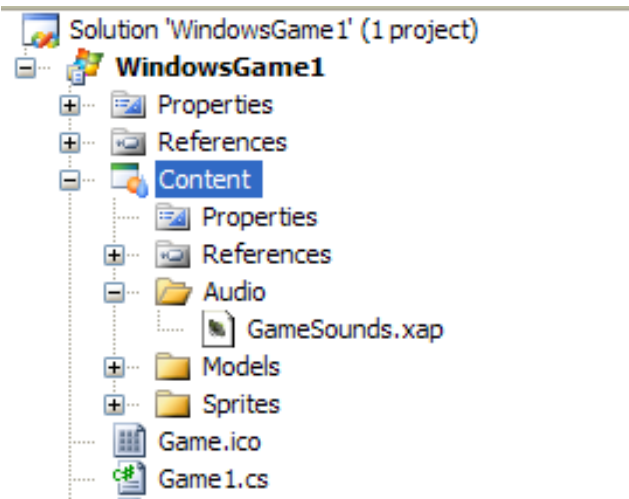 Solution 'WindowsGame1' (1 project)
WindowsGame1
Properties
References
Content
Properties
References
Audio
GameSounds.xap
Models
Sprites
Game.ico
Game1.cs